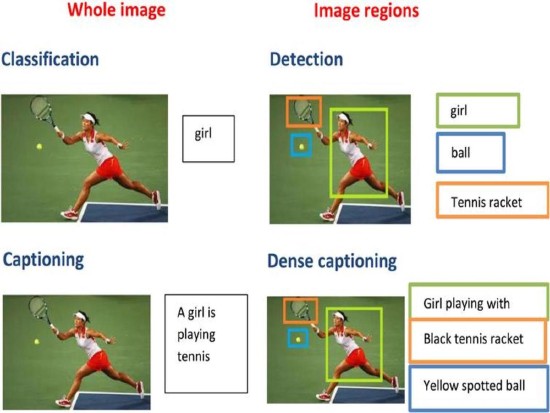 Whole image
Image regions
Classification
Detection
girl
girl
ball
Tennis racket
Captioning
Dense captioning
A girl is
playing
tennis
Girl playing with
Black tennis racket
Yellow spotted ball